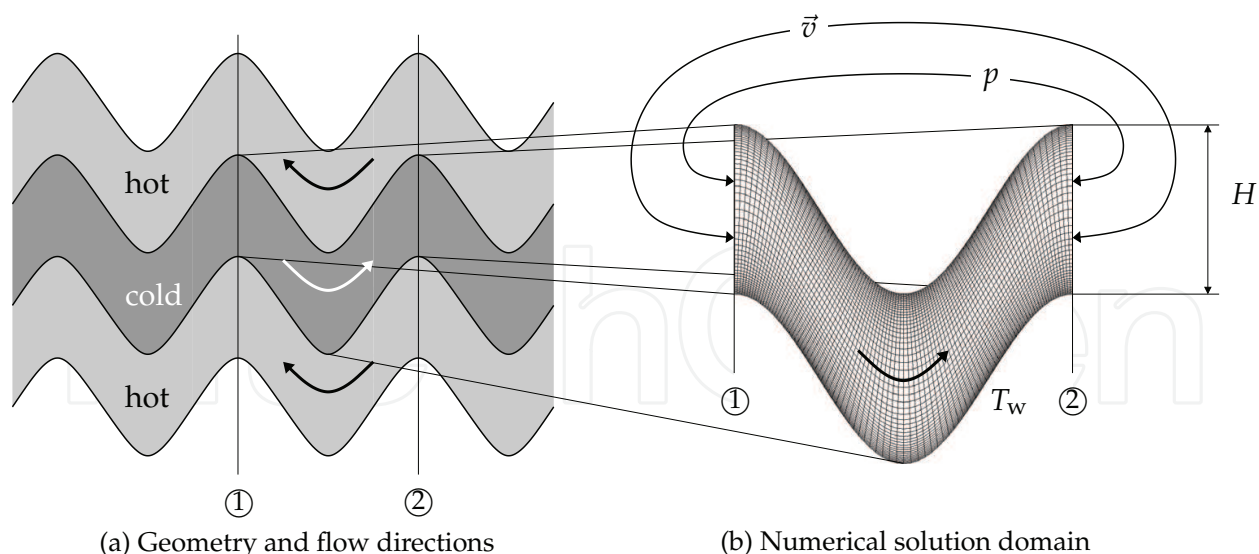 hot
cold
hot
①
②
(a) Geometry and flow directions
v⃗
p
H
①
T_w
②
(b) Numerical solution domain